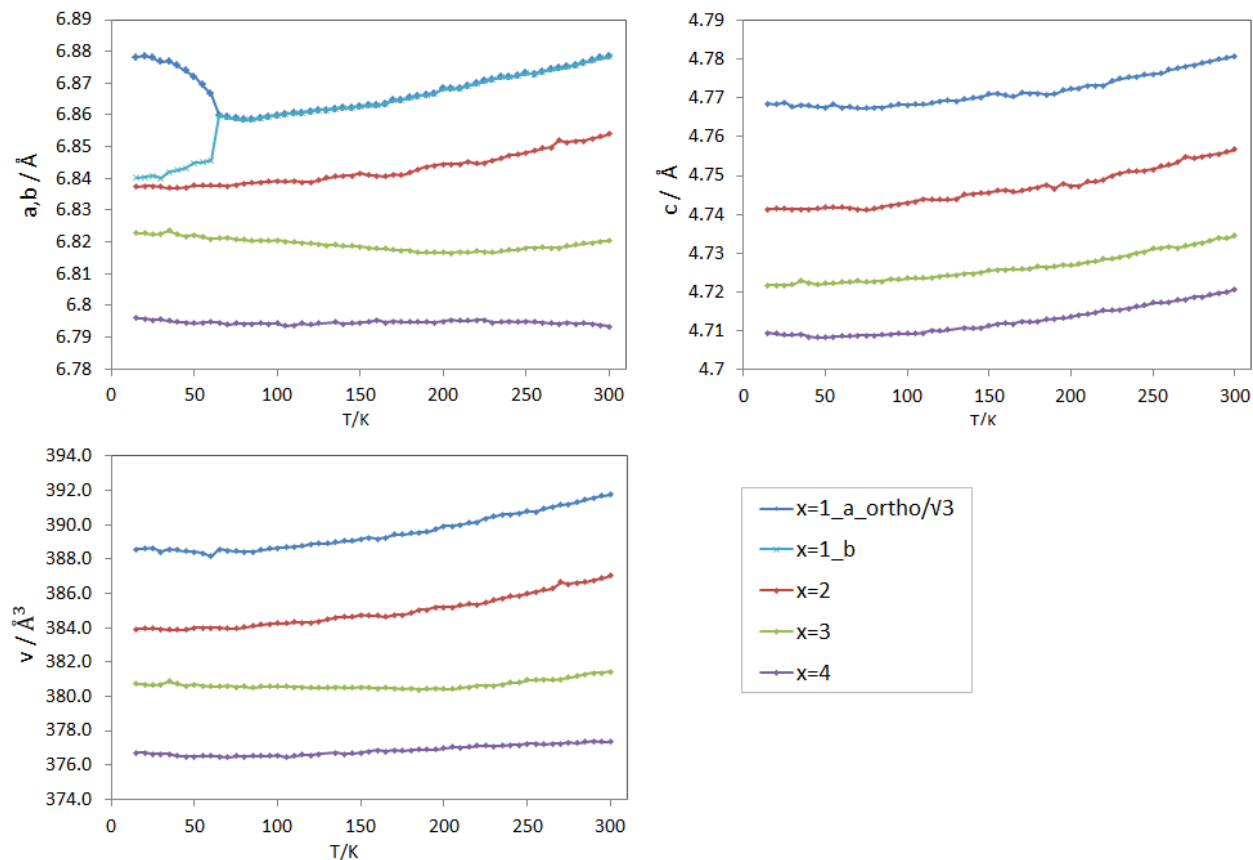 6.89
6.88
6.87
6.86
6.85
6.84
6.83
6.82
6.81
6.8
6.79
6.78
a,b / Å
0 50 100 150 200 250 300
T/K
4.79
4.78
4.77
4.76
4.75
4.74
4.73
4.72
4.71
4.7
c / Å
0 50 100 150 200 250 300
T/K
394.0
392.0
390.0
388.0
386.0
384.0
382.0
380.0
378.0
376.0
374.0
v / Å³
0 50 100 150 200 250 300
T/K
x=1_a_ortho/√3
x=1_b
x=2
x=3
x=4